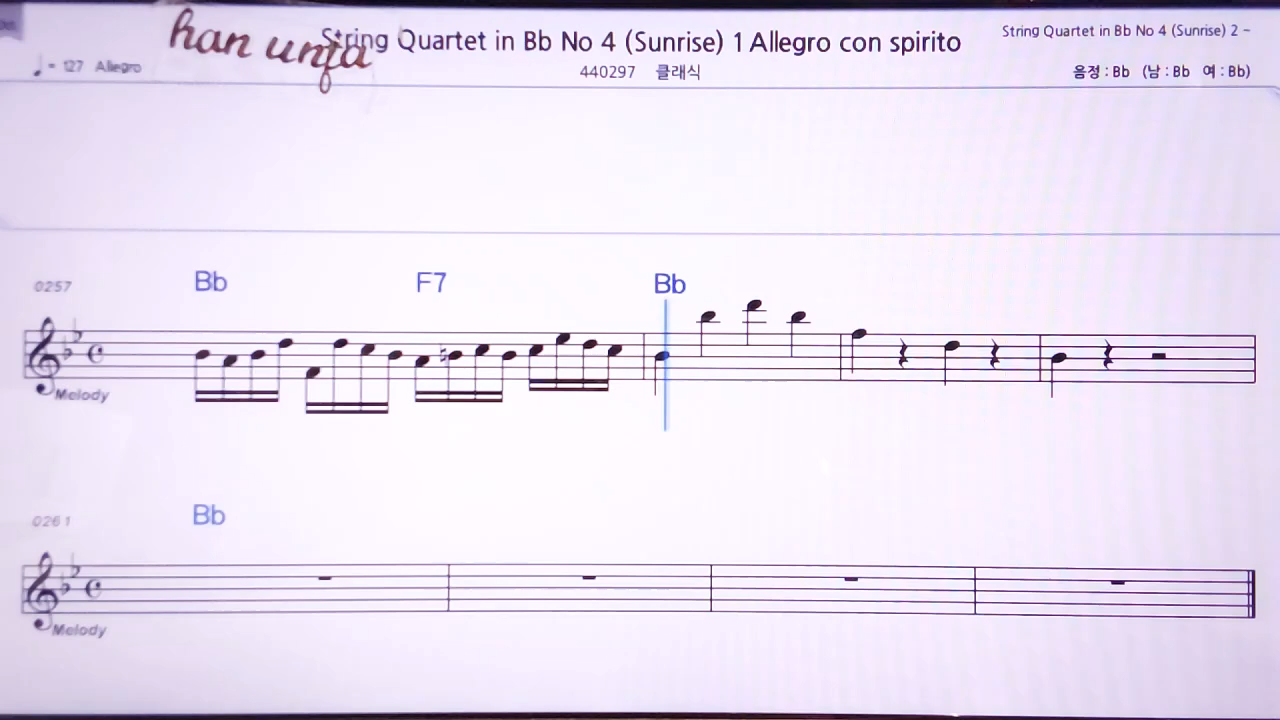 han unfa
String Quartet in Bb No 4 (Sunrise) 1 Allegro con spirito
String Quartet in Bb No 4 (Sunrise) 2 ~
♩ = 127 Allegro
440297 클래식
음정 : Bb (남 : Bb 여 : Bb)
0257
Bb F7 Bb
Melody
0261
Bb
Melody